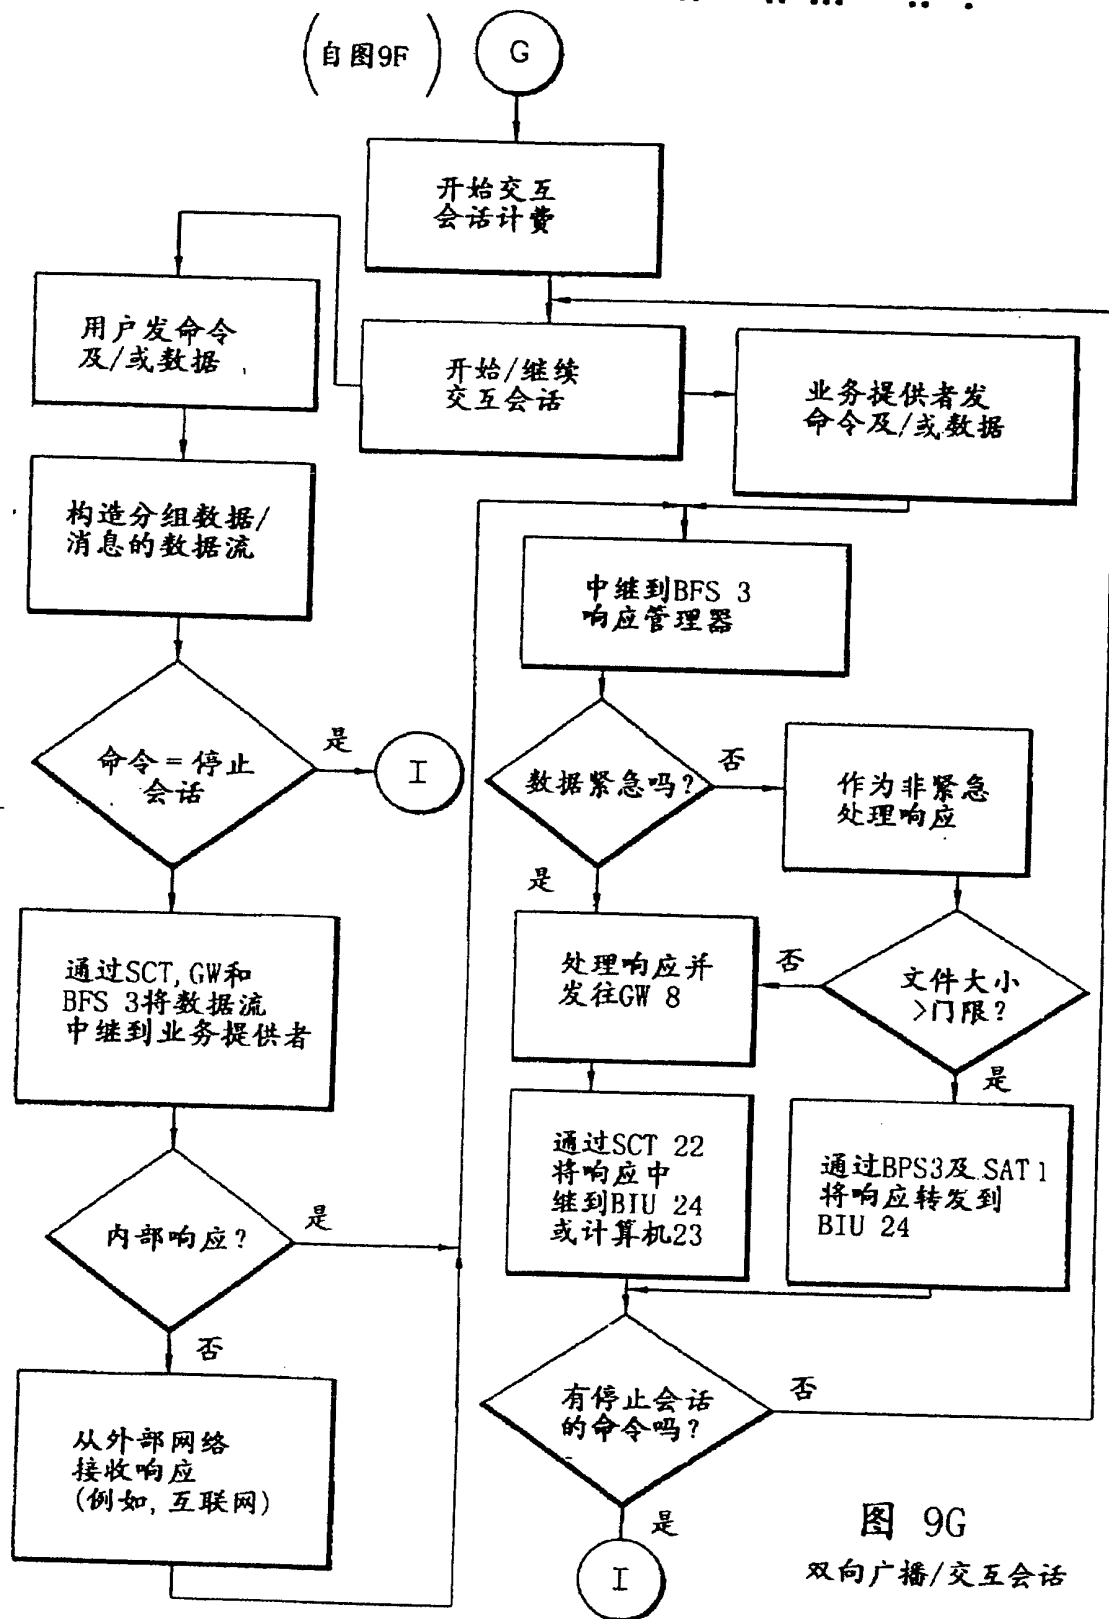 (自图9F)
G
开始交互
会话计费
用户发命令
及/或数据
开始/继续
交互会话
业务提供者发
命令及/或数据
构造分组数据/
消息的数据流
中继到BFS 3
响应管理器
命令=停止
会话
是
I
数据紧急吗?
否
作为非紧急
处理响应
是
通过SCT,GW和
BFS 3将数据流
中继到业务提供者
处理响应并
发往GW 8
否
文件大小
>门限?
是
通过SCT 22
将响应中
继到BIU 24
或计算机23
通过BPS3及SAT1
将响应转发到
BIU 24
内部响应?
是
否
从外部网络
接收响应
(例如,互联网)
有停止会话
的命令吗?
否
是
I
图 9G
双向广播/交互会话